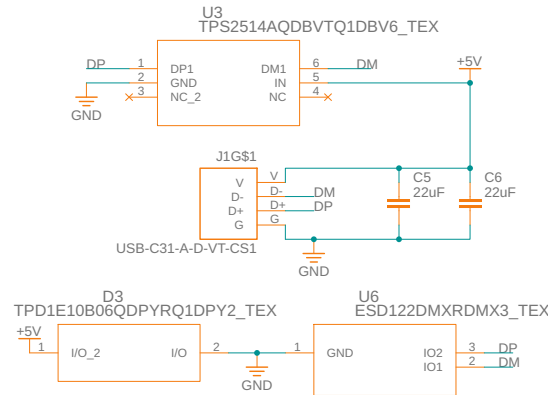 U3
TPS2514AQDBVTQ1DBV6_TEX
DP 1 DP1 DM1 6 DM
2 GND IN 5 +5V
3 NC_2 NC 4
GND
J1G$1
V V
D- D- DM
D+ D+ DP
G G
USB-C31-A-D-VT-CS1
C5
22uF
C6
22uF
GND
D3
TPD1E10B06QDPYRQ1DPY2_TEX
+5V
1 I/O_2 I/O 2
GND
U6
ESD122DMXRDMX3_TEX
1 GND IO2 3 DP
IO1 2 DM